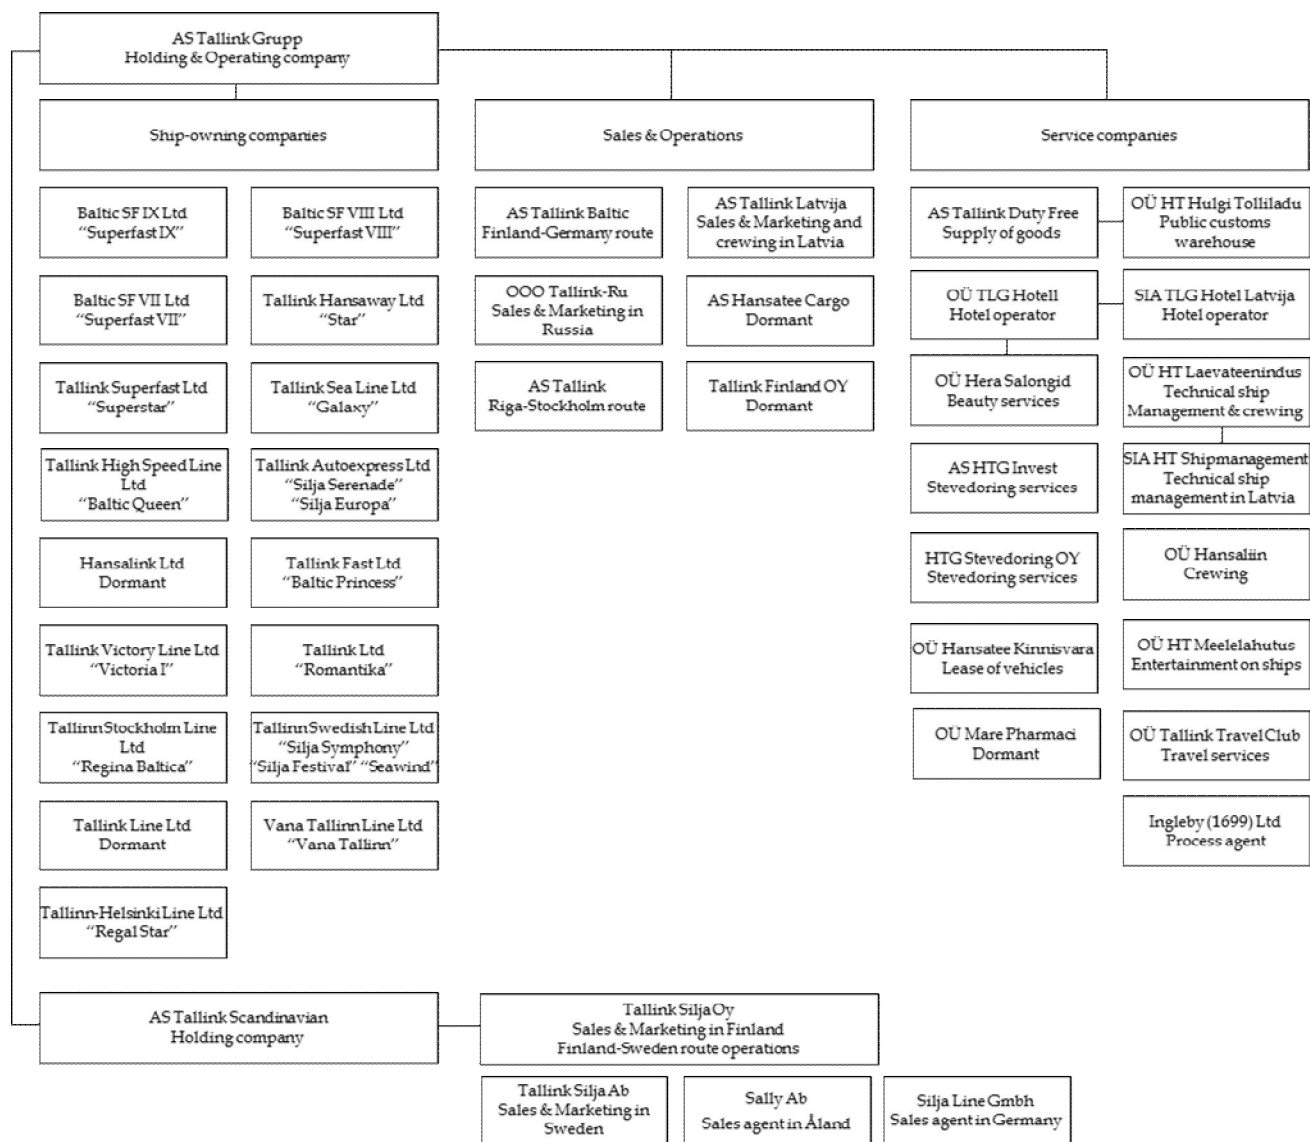 AS Tallink Grupp
Holding & Operating company
Ship-owning companies
Sales & Operations
Service companies
Baltic SF IX Ltd
“Superfast IX”
Baltic SF VIII Ltd
“Superfast VIII”
AS Tallink Baltic
Finland-Germany route
AS Tallink Latvija
Sales & Marketing and
crewing in Latvia
AS Tallink Duty Free
Supply of goods
OÜ HT Hulgi Tolliladu
Public customs
warehouse
Baltic SF VII Ltd
“Superfast VII”
Tallink Hansaway Ltd
“Star”
OOO Tallink-Ru
Sales & Marketing in
Russia
AS Hansatee Cargo
Dormant
OÜ TLG Hotell
Hotel operator
SIA TLG Hotel Latvija
Hotel operator
Tallink Superfast Ltd
“Superstar”
Tallink Sea Line Ltd
“Galaxy”
AS Tallink
Riga-Stockholm route
Tallink Finland OY
Dormant
OÜ Hera Salongid
Beauty services
OÜ HT Laevateenindus
Technical ship
Management & crewing
Tallink High Speed Line
Ltd
“Baltic Queen”
Tallink Autoexpress Ltd
“Silja Serenade”
“Silja Europa”
AS HTG Invest
Stevedoring services
SIA HT Shipmanagement
Technical ship
management in Latvia
Hansalink Ltd
Dormant
Tallink Fast Ltd
“Baltic Princess”
HTG Stevedoring OY
Stevedoring services
OÜ Hansaliin
Crewing
Tallink Victory Line Ltd
“Victoria I”
Tallink Ltd
“Romantika”
OÜ Hansatee Kinnisvara
Lease of vehicles
OÜ HT Meelelahutus
Entertainment on ships
Tallinn Stockholm Line
Ltd
“Regina Baltica”
Tallinn Swedish Line Ltd
“Silja Symphony”
“Silja Festival” “Seawind”
OÜ Mare Pharmaci
Dormant
OÜ Tallink Travel Club
Travel services
Tallink Line Ltd
Dormant
Vana Tallinn Line Ltd
“Vana Tallinn”
Ingleby (1699) Ltd
Process agent
Tallinn-Helsinki Line Ltd
“Regal Star”
AS Tallink Scandinavian
Holding company
Tallink Silja Oy
Sales & Marketing in Finland
Finland-Sweden route operations
Tallink Silja Ab
Sales & Marketing in
Sweden
Sally Ab
Sales agent in Åland
Silja Line Gmbh
Sales agent in Germany